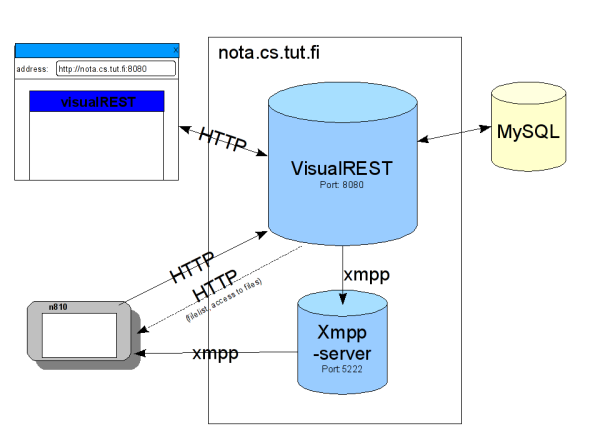 nota.cs.tut.fi
x
address: http://nota.cs.tut.fi:8080
visualREST
HTTP
VisualREST
Port: 8080
MySQL
HTTP
HTTP
(filelist, access to files)
xmpp
n810
Xmpp
-server
Port: 5222
xmpp